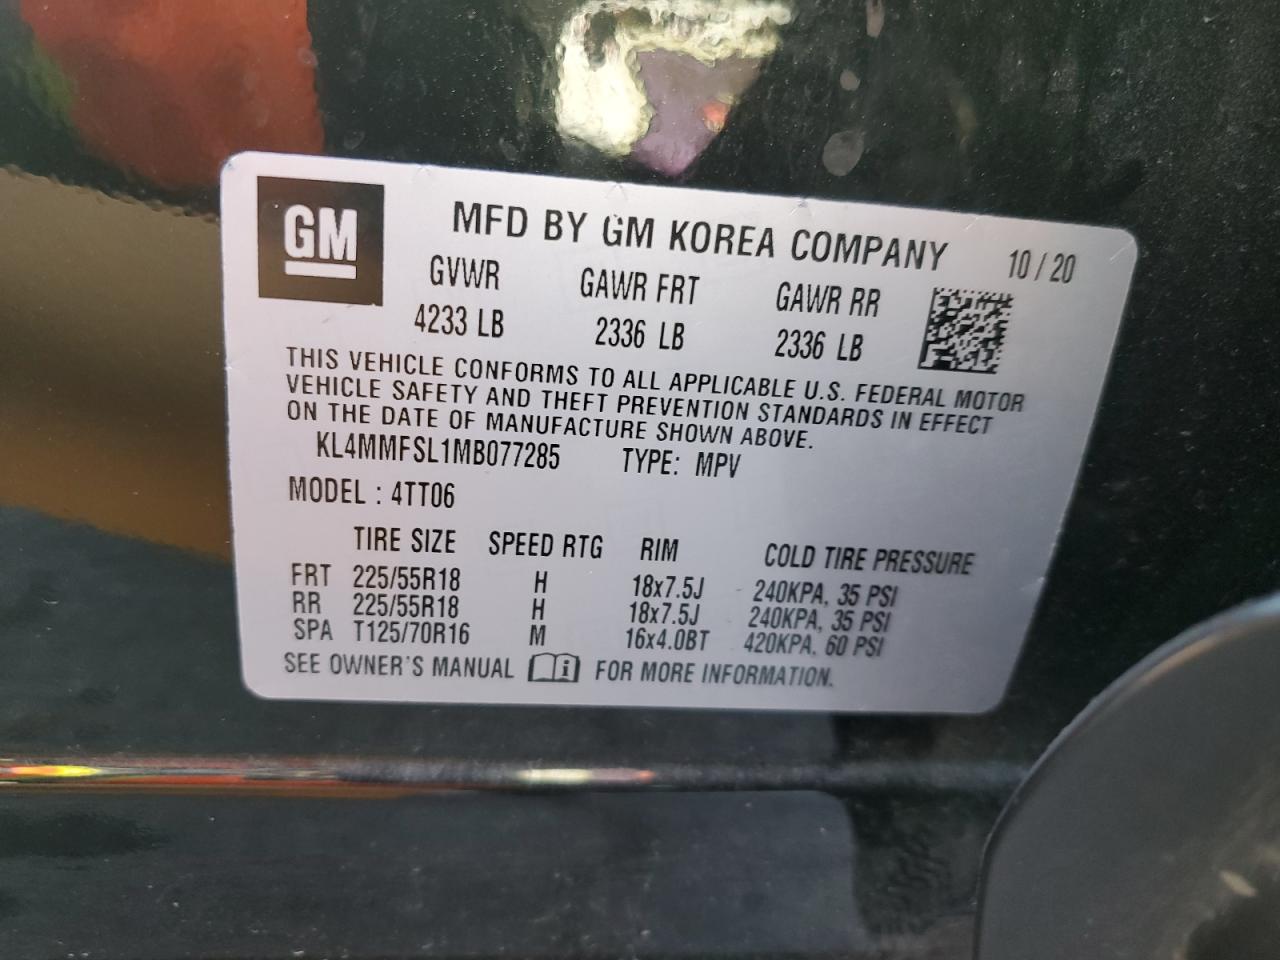 GM
MFD BY GM KOREA COMPANY 10/20
GVWR GAWR FRT GAWR RR
4233 LB 2336 LB 2336 LB
THIS VEHICLE CONFORMS TO ALL APPLICABLE U.S. FEDERAL MOTOR
VEHICLE SAFETY AND THEFT PREVENTION STANDARDS IN EFFECT
ON THE DATE OF MANUFACTURE SHOWN ABOVE.
KL4MMFSL1MB077285 TYPE: MPV
MODEL : 4TT06
TIRE SIZE SPEED RTG RIM COLD TIRE PRESSURE
FRT 225/55R18 H 18x7.5J 240KPA, 35 PSI
RR 225/55R18 H 18x7.5J 240KPA, 35 PSI
SPA T125/70R16 M 16x4.0BT 420KPA, 60 PSI
SEE OWNER'S MANUAL i FOR MORE INFORMATION.